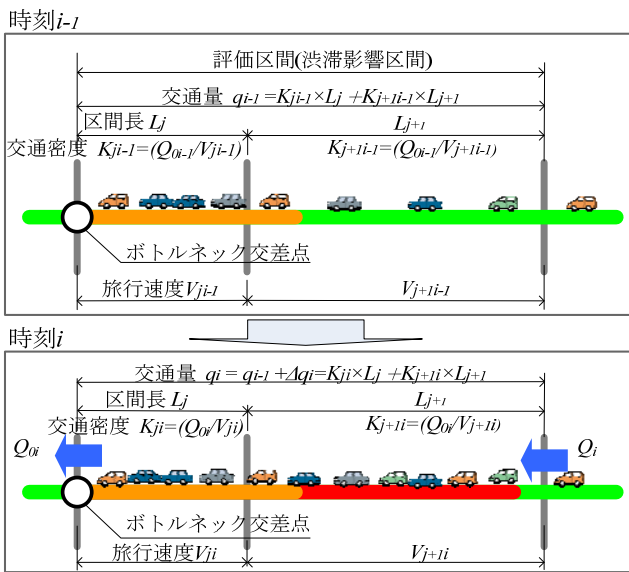 時刻i-1
評価区間(渋滞影響区間)
交通量 qi-1 =Kji-1×Lj +Kj+1i-1×Lj+1
区間長 Lj
Lj+1
交通密度 Kji-1=(Q0i-1/Vji-1)
Kj+1i-1=(Q0i-1/Vj+1i-1)
ボトルネック交差点
旅行速度Vji-1
Vj+1i-1
時刻i
交通量 qi = qi-1 +Δqi=Kji×Lj +Kj+1i×Lj+1
区間長 Lj
Lj+1
交通密度 Kji=(Q0i/Vji)
Kj+1i=(Q0i/Vj+1i)
Q0i
Qi
ボトルネック交差点
旅行速度Vji
Vj+1i